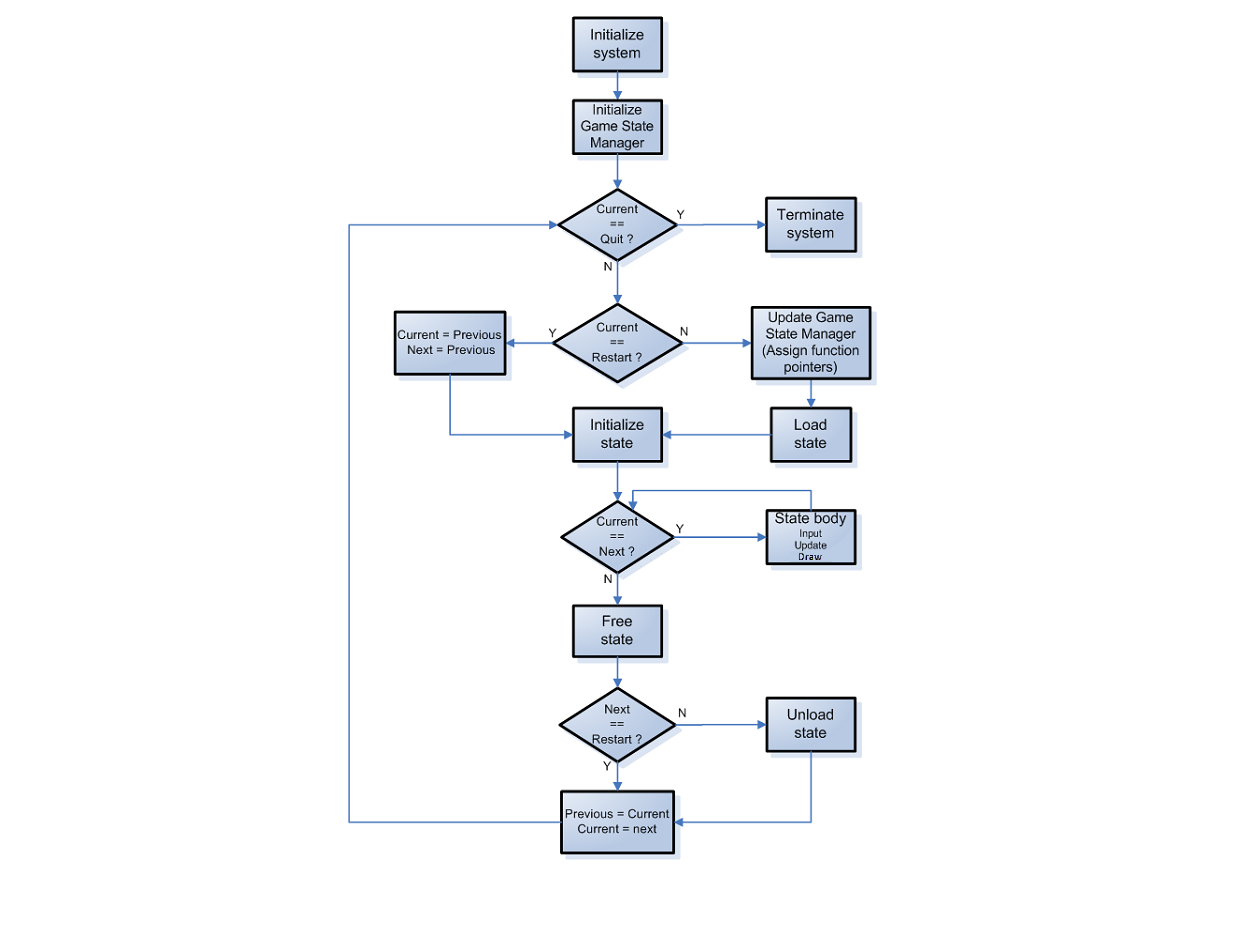 Initialize
system
Initialize
Game State
Manager
Current
==
Quit ?
Y
Terminate
system
N
Current
==
Restart ?
Y
N
Current = Previous
Next = Previous
Update Game
State Manager
(Assign function
pointers)
Initialize
state
Load
state
Current
==
Next ?
Y
State body
Input
Update
Draw
N
Free
state
Next
==
Restart ?
N
Unload
state
Y
Previous = Current
Current = next